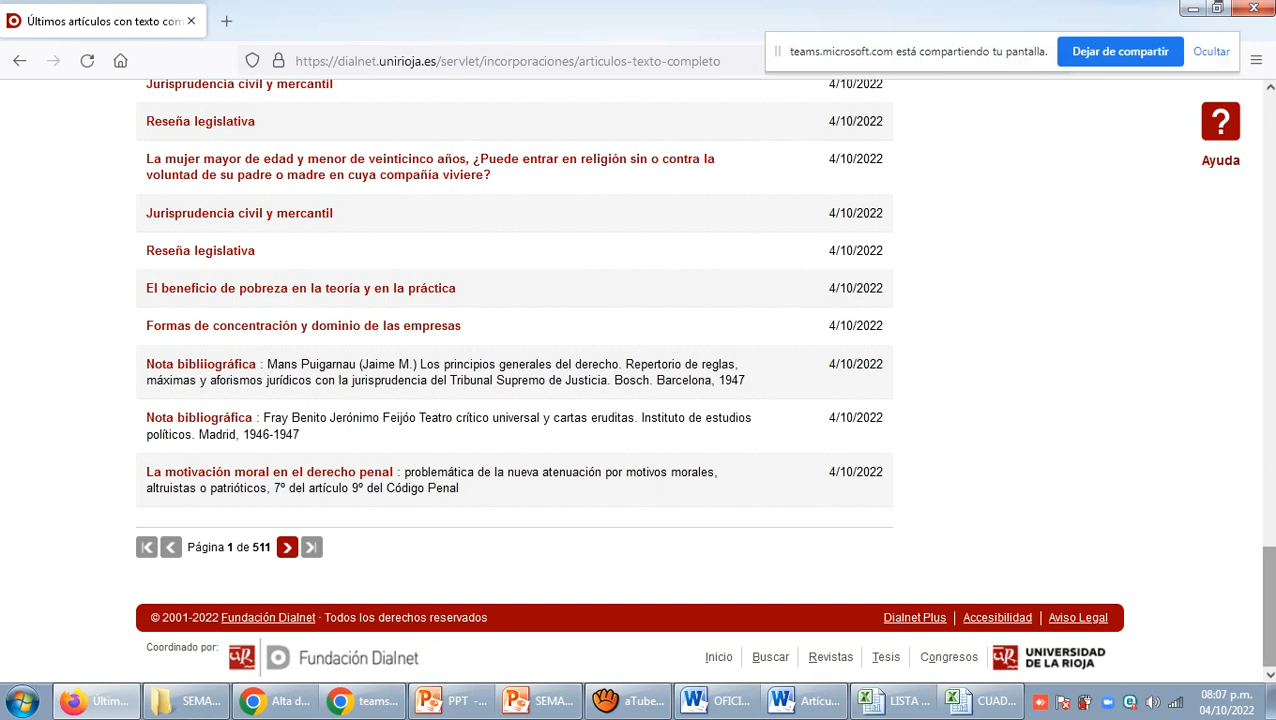 Últimos artículos con texto com
teams.microsoft.com está compartiendo tu pantalla.
Dejar de compartir
Ocultar
https://dialnet.unirioja.es/servlet/incorporaciones/articulos-texto-completo
Jurisprudencia civil y mercantil 4/10/2022
Reseña legislativa 4/10/2022
La mujer mayor de edad y menor de veinticinco años, ¿Puede entrar en religión sin o contra la 4/10/2022
voluntad de su padre o madre en cuya compañía viviere?
Jurisprudencia civil y mercantil 4/10/2022
Reseña legislativa 4/10/2022
El beneficio de pobreza en la teoría y en la práctica 4/10/2022
Formas de concentración y dominio de las empresas 4/10/2022
Nota bibliiográfica : Mans Puigarnau (Jaime M.) Los principios generales del derecho. Repertorio de reglas, 4/10/2022
máximas y aforismos jurídicos con la jurisprudencia del Tribunal Supremo de Justicia. Bosch. Barcelona, 1947
Nota bibliográfica : Fray Benito Jerónimo Feijóo Teatro crítico universal y cartas eruditas. Instituto de estudios 4/10/2022
políticos. Madrid, 1946-1947
La motivación moral en el derecho penal : problemática de la nueva atenuación por motivos morales, 4/10/2022
altruistas o patrióticos, 7º del artículo 9º del Código Penal
?
Ayuda
Página 1 de 511
© 2001-2022 Fundación Dialnet · Todos los derechos reservados
Dialnet Plus | Accesibilidad | Aviso Legal
Coordinado por:
Fundación Dialnet
Inicio | Buscar | Revistas | Tesis | Congresos
UNIVERSIDAD
DE LA RIOJA
Últim...
SEMA...
Alta d...
teams...
PPT -...
SEMA...
aTube...
OFICI...
Artícu...
LISTA ...
CUAD...
08:07 p.m.
04/10/2022